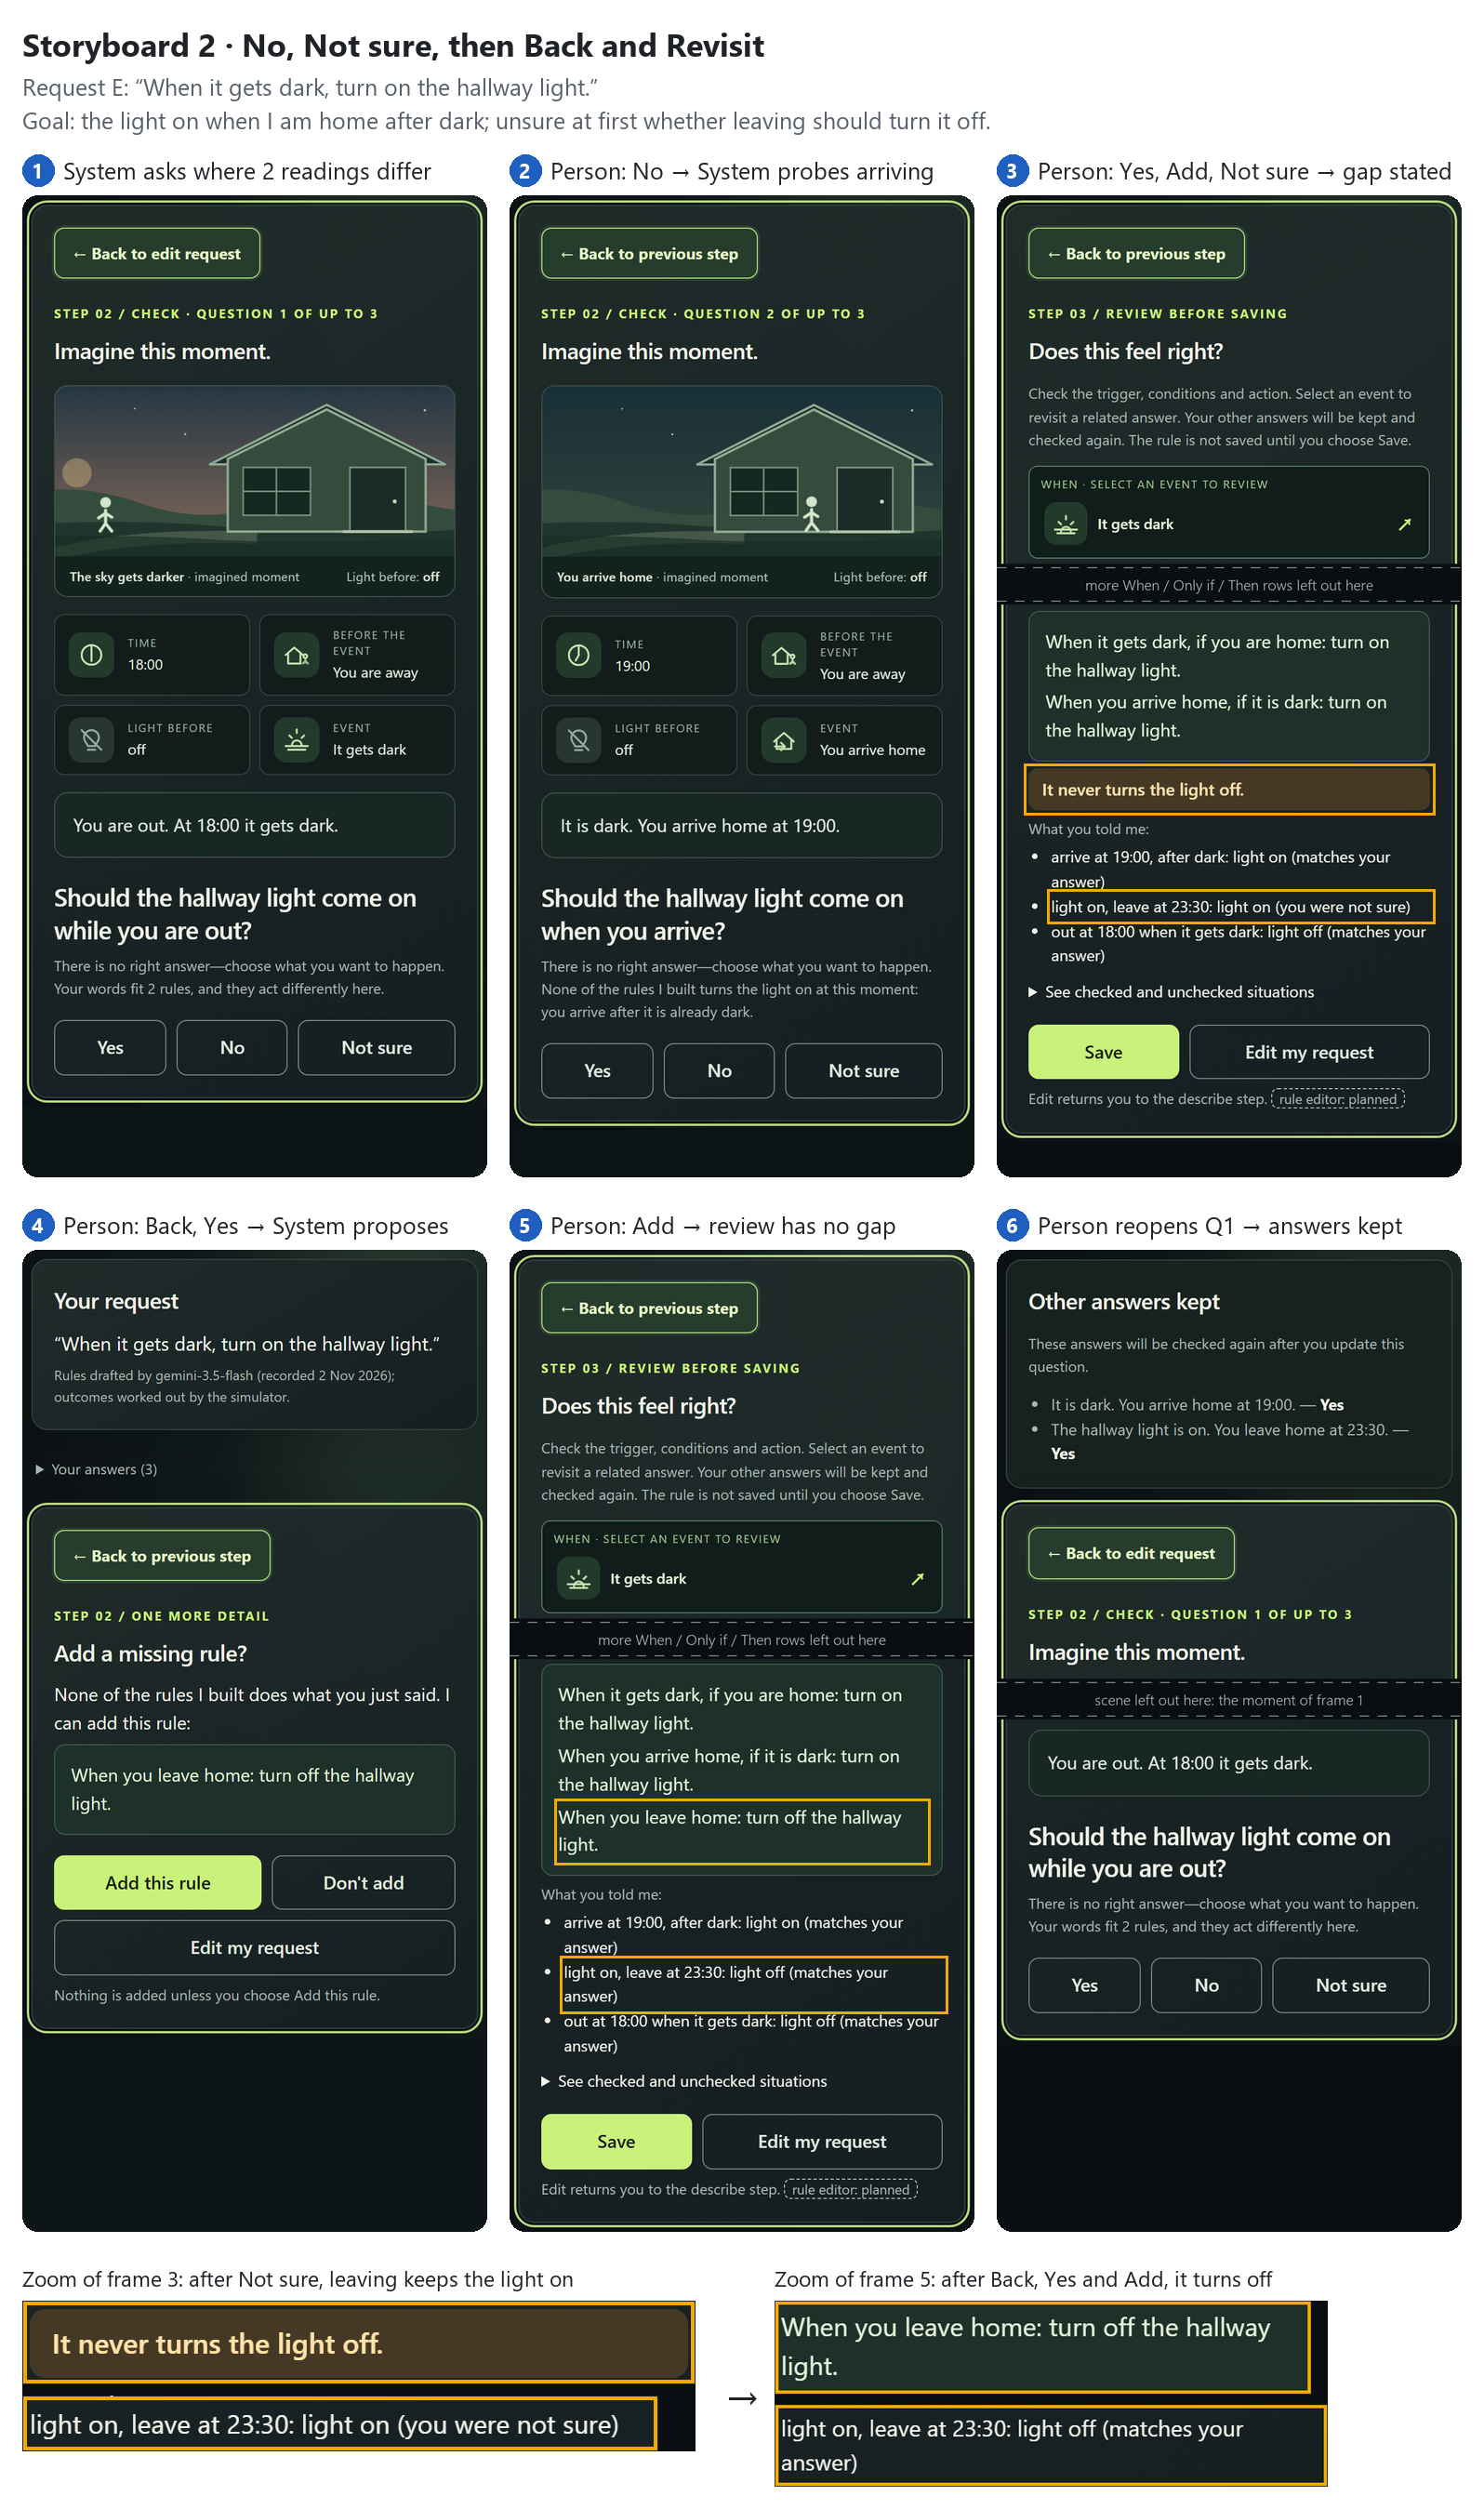 Storyboard 2 · No, Not sure, then Back and Revisit
Request E: “When it gets dark, turn on the hallway light.”
Goal: the light on when I am home after dark; unsure at first whether leaving should turn it off.
1 System asks where 2 readings differ
← Back to edit request
STEP 02 / CHECK · QUESTION 1 OF UP TO 3
Imagine this moment.
The sky gets darker · imagined moment Light before: off
TIME
18:00
BEFORE THE
EVENT
You are away
LIGHT BEFORE
off
EVENT
It gets dark
You are out. At 18:00 it gets dark.
Should the hallway light come on
while you are out?
There is no right answer—choose what you want to happen.
Your words fit 2 rules, and they act differently here.
Yes No Not sure
2 Person: No → System probes arriving
← Back to previous step
STEP 02 / CHECK · QUESTION 2 OF UP TO 3
Imagine this moment.
You arrive home · imagined moment Light before: off
TIME
19:00
BEFORE THE
EVENT
You are away
LIGHT BEFORE
off
EVENT
You arrive home
It is dark. You arrive home at 19:00.
Should the hallway light come on
when you arrive?
There is no right answer—choose what you want to happen.
None of the rules I built turns the light on at this moment:
you arrive after it is already dark.
Yes No Not sure
3 Person: Yes, Add, Not sure → gap stated
← Back to previous step
STEP 03 / REVIEW BEFORE SAVING
Does this feel right?
Check the trigger, conditions and action. Select an event to
revisit a related answer. Your other answers will be kept and
checked again. The rule is not saved until you choose Save.
WHEN · SELECT AN EVENT TO REVIEW
It gets dark ↗
more When / Only if / Then rows left out here
When it gets dark, if you are home: turn on
the hallway light.
When you arrive home, if it is dark: turn on
the hallway light.
It never turns the light off.
What you told me:
• arrive at 19:00, after dark: light on (matches your
answer)
• light on, leave at 23:30: light on (you were not sure)
• out at 18:00 when it gets dark: light off (matches your
answer)
▶ See checked and unchecked situations
Save Edit my request
Edit returns you to the describe step. rule editor: planned
4 Person: Back, Yes → System proposes
Your request
“When it gets dark, turn on the hallway light.”
Rules drafted by gemini-3.5-flash (recorded 2 Nov 2026);
outcomes worked out by the simulator.
▶ Your answers (3)
← Back to previous step
STEP 02 / ONE MORE DETAIL
Add a missing rule?
None of the rules I built does what you just said. I
can add this rule:
When you leave home: turn off the hallway
light.
Add this rule Don't add
Edit my request
Nothing is added unless you choose Add this rule.
5 Person: Add → review has no gap
← Back to previous step
STEP 03 / REVIEW BEFORE SAVING
Does this feel right?
Check the trigger, conditions and action. Select an event to
revisit a related answer. Your other answers will be kept and
checked again. The rule is not saved until you choose Save.
WHEN · SELECT AN EVENT TO REVIEW
It gets dark ↗
more When / Only if / Then rows left out here
When it gets dark, if you are home: turn on
the hallway light.
When you arrive home, if it is dark: turn on
the hallway light.
When you leave home: turn off the hallway
light.
What you told me:
• arrive at 19:00, after dark: light on (matches your
answer)
• light on, leave at 23:30: light off (matches your
answer)
• out at 18:00 when it gets dark: light off (matches your
answer)
▶ See checked and unchecked situations
Save Edit my request
Edit returns you to the describe step. rule editor: planned
6 Person reopens Q1 → answers kept
Other answers kept
These answers will be checked again after you update this
question.
• It is dark. You arrive home at 19:00. — Yes
• The hallway light is on. You leave home at 23:30. —
Yes
← Back to edit request
STEP 02 / CHECK · QUESTION 1 OF UP TO 3
Imagine this moment.
scene left out here: the moment of frame 1
You are out. At 18:00 it gets dark.
Should the hallway light come on
while you are out?
There is no right answer—choose what you want to happen.
Your words fit 2 rules, and they act differently here.
Yes No Not sure
Zoom of frame 3: after Not sure, leaving keeps the light on
It never turns the light off.
light on, leave at 23:30: light on (you were not sure)
→
Zoom of frame 5: after Back, Yes and Add, it turns off
When you leave home: turn off the hallway
light.
light on, leave at 23:30: light off (matches your
answer)